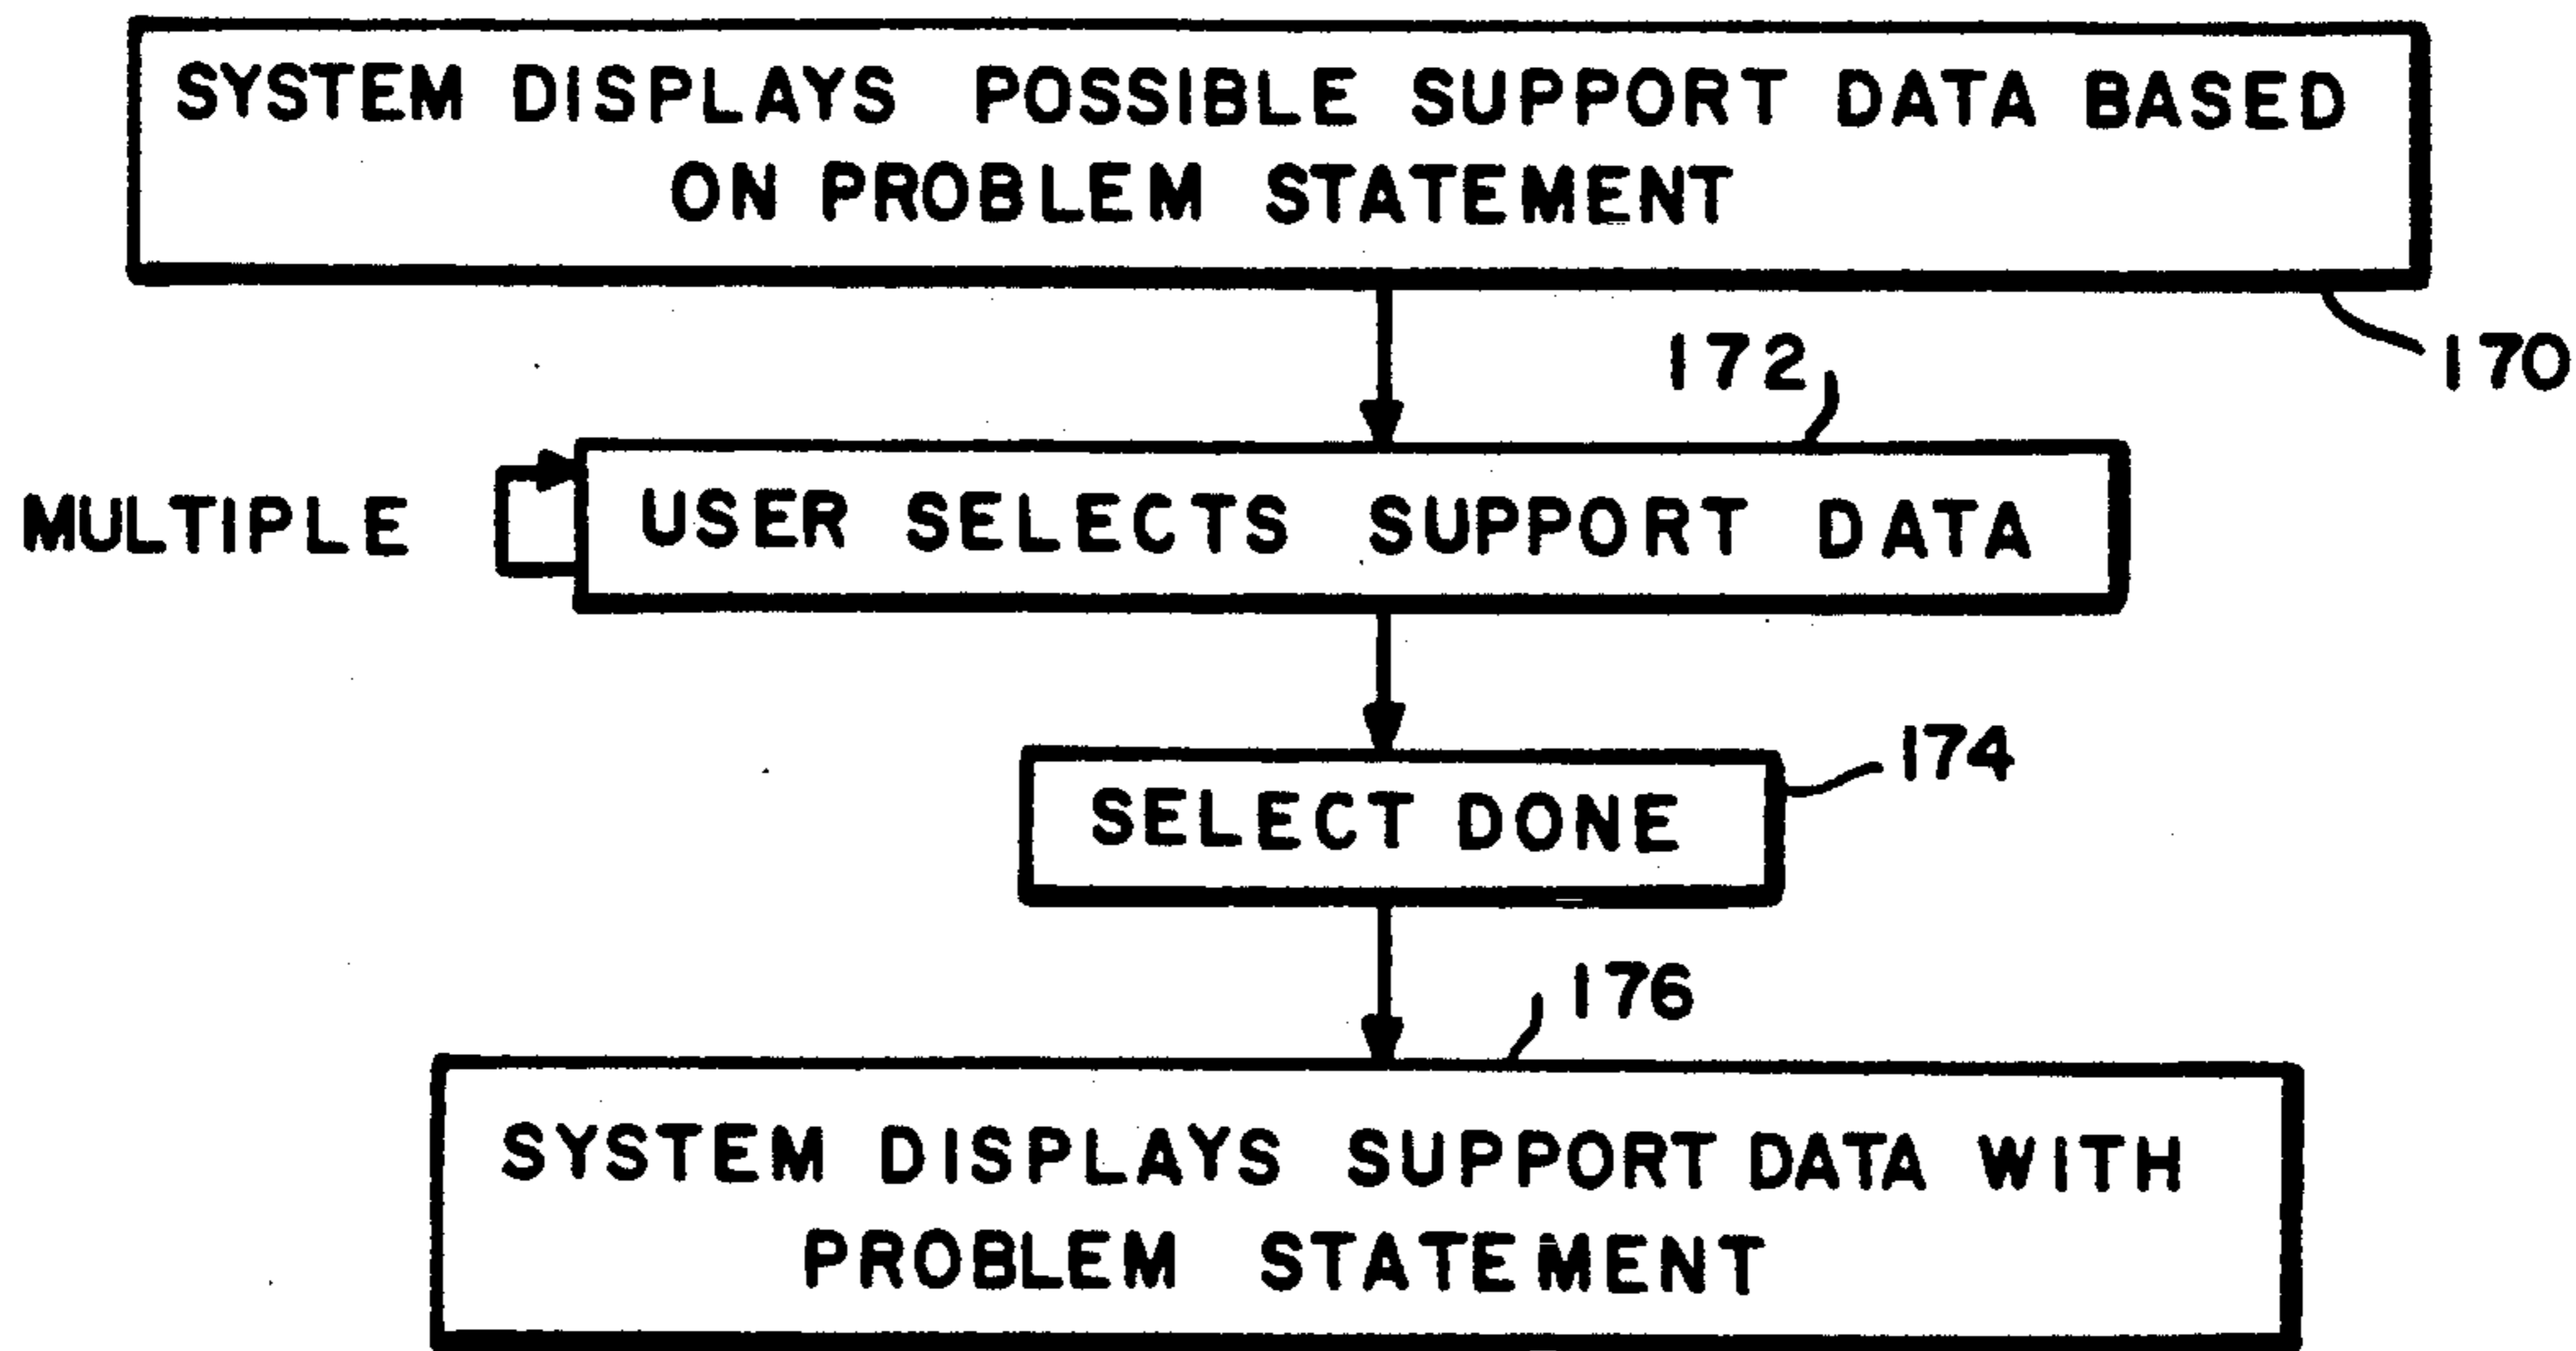 SYSTEM DISPLAYS POSSIBLE SUPPORT DATA BASED
ON PROBLEM STATEMENT
170
172
MULTIPLE
USER SELECTS SUPPORT DATA
174
SELECT DONE
176
SYSTEM DISPLAYS SUPPORT DATA WITH
PROBLEM STATEMENT